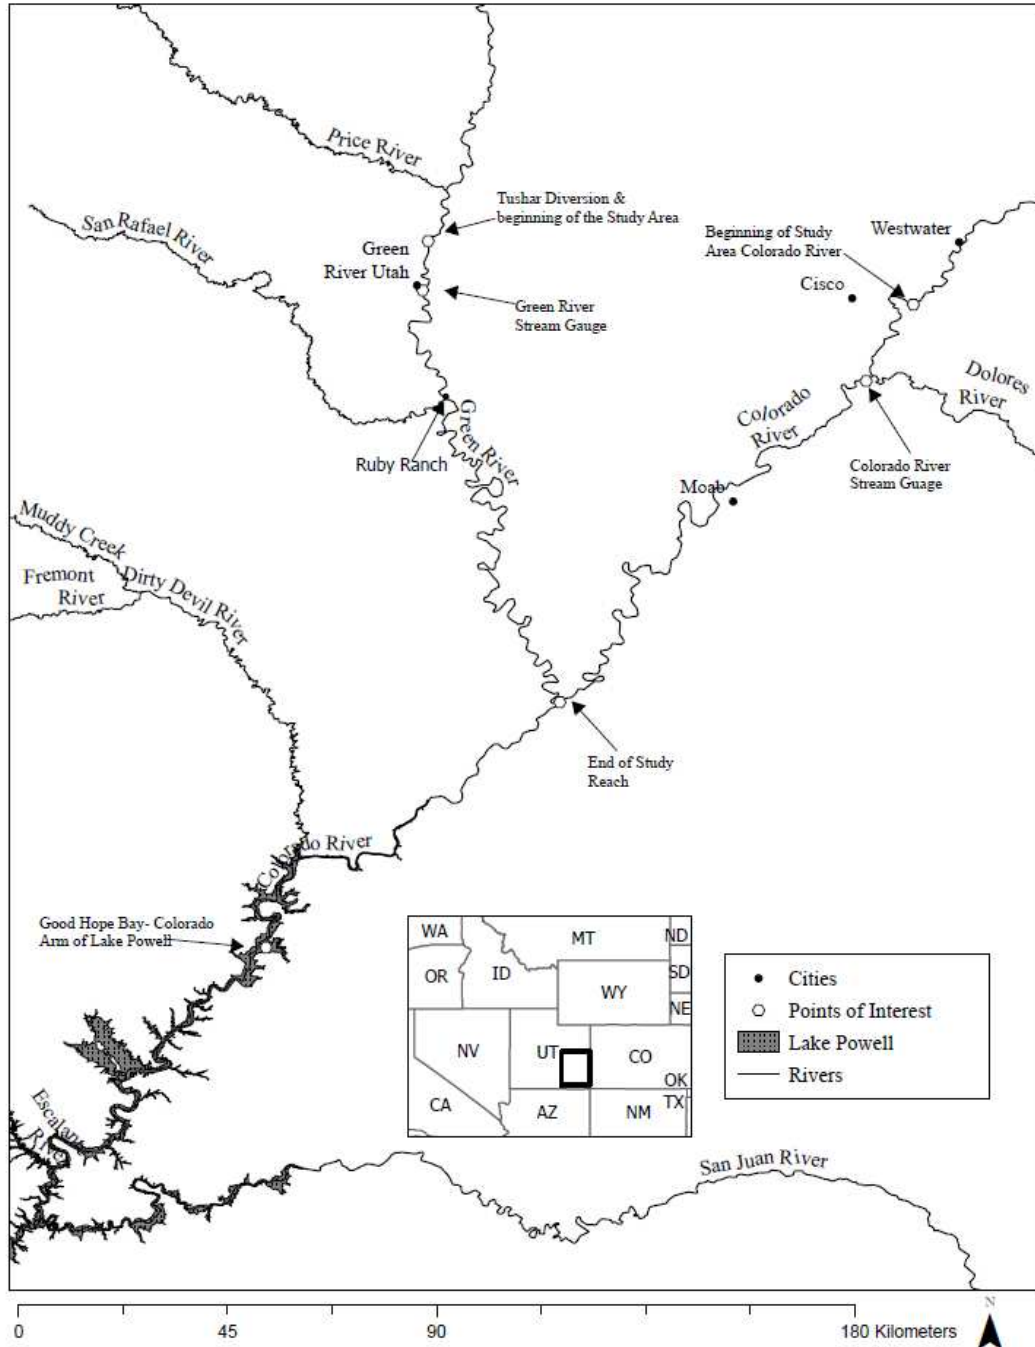 Price River
San Rafael River
Tushar Diversion &
beginning of the Study Area
Green
River Utah
Green River
Stream Gauge
Beginning of Study
Area Colorado River
Westwater
Cisco
Dolores
River
Colorado
River
Colorado River
Stream Guage
Moab
Green River
Ruby Ranch
Muddy Creek
Fremont
River
Dirty Devil River
End of Study
Reach
Colorado River
Good Hope Bay- Colorado
Arm of Lake Powell
Escalan
River
San Juan River
WA
MT
ND
OR
ID
SD
WY
NE
NV
UT
CO
OK
CA
AZ
NM
TX
Cities
Points of Interest
Lake Powell
Rivers
0
45
90
180 Kilometers
N